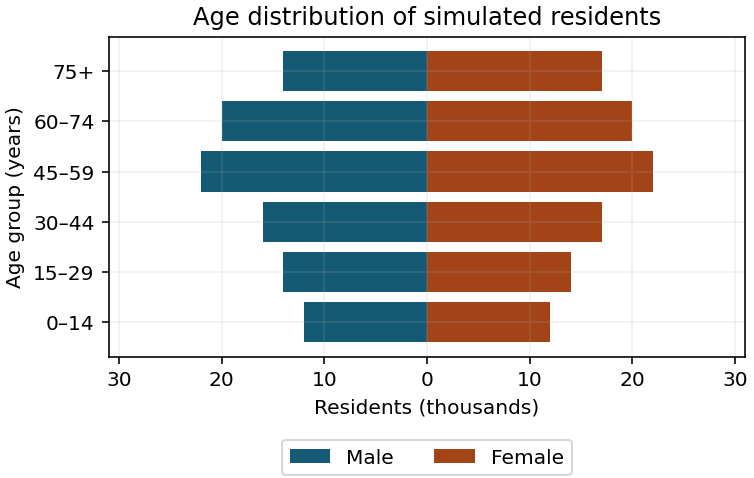 Age distribution of simulated residents
Age group (years)
75+
60–74
45–59
30–44
15–29
0–14
30 20 10 0 10 20 30
Residents (thousands)
Male Female